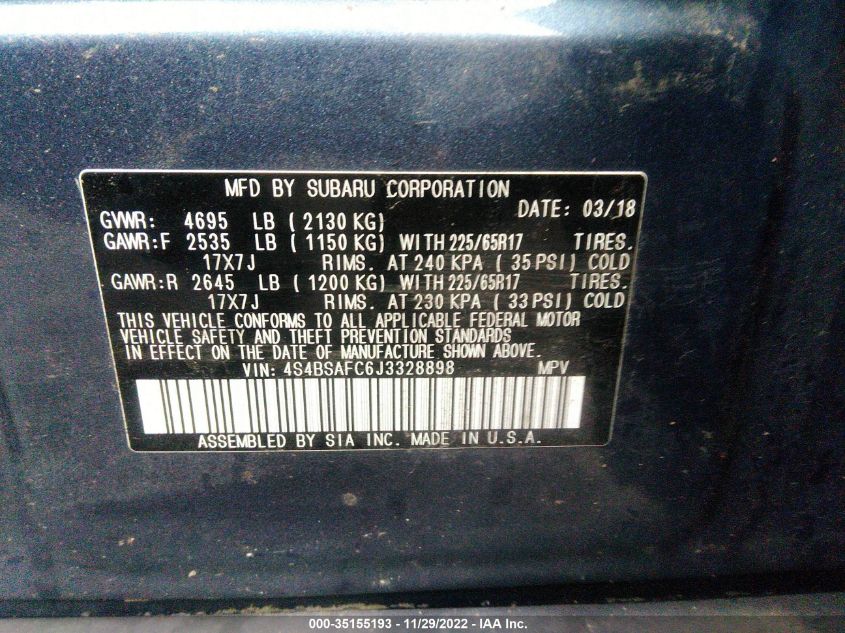 MFD BY SUBARU CORPORATION
DATE: 03/18
GVWR: 4695 LB ( 2130 KG)
GAWR:F 2535 LB ( 1150 KG) WITH 225/65R17 TIRES.
17X7J RIMS. AT 240 KPA ( 35 PSI) COLD
GAWR:R 2645 LB ( 1200 KG) WITH 225/65R17 TIRES.
17X7J RIMS. AT 230 KPA ( 33 PSI) COLD
THIS VEHICLE CONFORMS TO ALL APPLICABLE FEDERAL MOTOR
VEHICLE SAFETY AND THEFT PREVENTION STANDARDS
IN EFFECT ON THE DATE OF MANUFACTURE SHOWN ABOVE.
VIN: 4S4BSAFC6J3328898 MPV
ASSEMBLED BY SIA INC. MADE IN U.S.A.
000-35155193 - 11/29/2022 - IAA Inc.